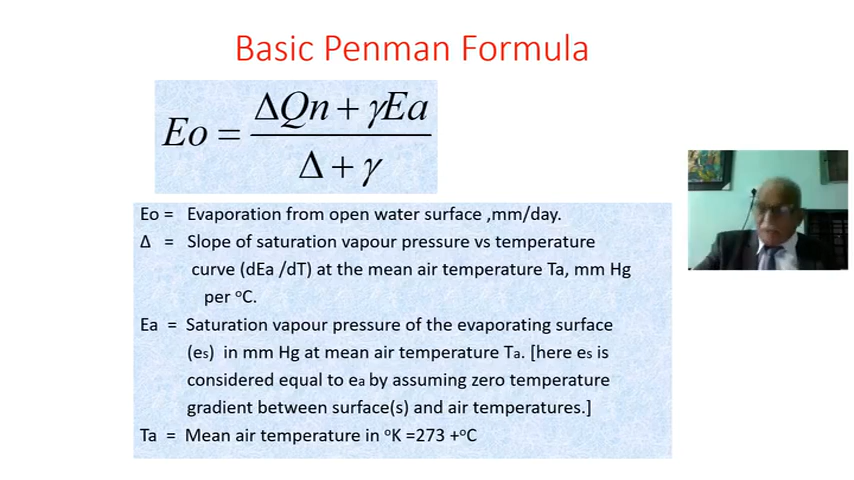 Basic Penman Formula
Eo = (ΔQn + γEa) / (Δ + γ)
Eo = Evaporation from open water surface ,mm/day.
Δ = Slope of saturation vapour pressure vs temperature
curve (dEa /dT) at the mean air temperature Ta, mm Hg
per °C.
Ea = Saturation vapour pressure of the evaporating surface
(es) in mm Hg at mean air temperature Ta. [here es is
considered equal to ea by assuming zero temperature
gradient between surface(s) and air temperatures.]
Ta = Mean air temperature in °K =273 +°C